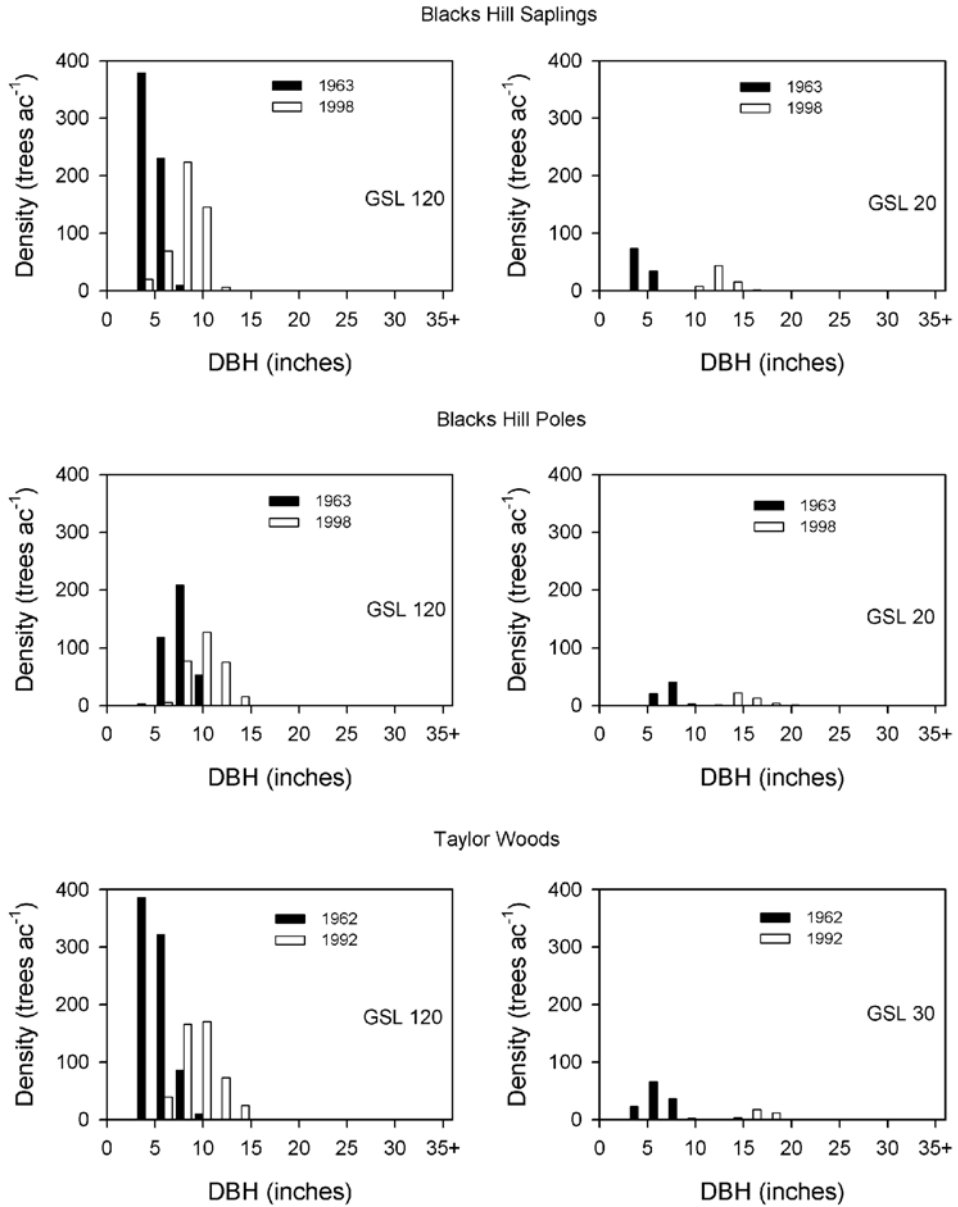 Blacks Hill Saplings
Density (trees ac-1)
400
300
200
100
0
1963
1998
GSL 120
0 5 10 15 20 25 30 35+
DBH (inches)
Density (trees ac-1)
400
300
200
100
0
1963
1998
GSL 20
0 5 10 15 20 25 30 35+
DBH (inches)
Blacks Hill Poles
Density (trees ac-1)
400
300
200
100
0
1963
1998
GSL 120
0 5 10 15 20 25 30 35+
DBH (inches)
Density (trees ac-1)
400
300
200
100
0
1963
1998
GSL 20
0 5 10 15 20 25 30 35+
DBH (inches)
Taylor Woods
Density (trees ac-1)
400
300
200
100
0
1962
1992
GSL 120
0 5 10 15 20 25 30 35+
DBH (inches)
Density (trees ac-1)
400
300
200
100
0
1962
1992
GSL 30
0 5 10 15 20 25 30 35+
DBH (inches)